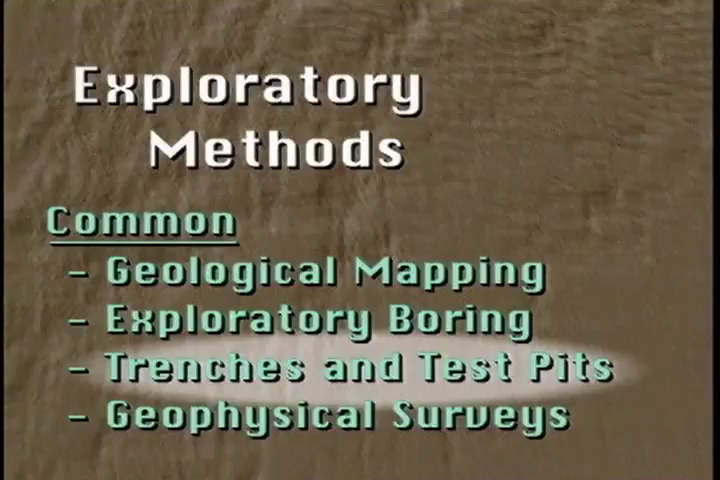 Exploratory
Methods
Common
- Geological Mapping
- Exploratory Boring
- Trenches and Test Pits
- Geophysical Surveys